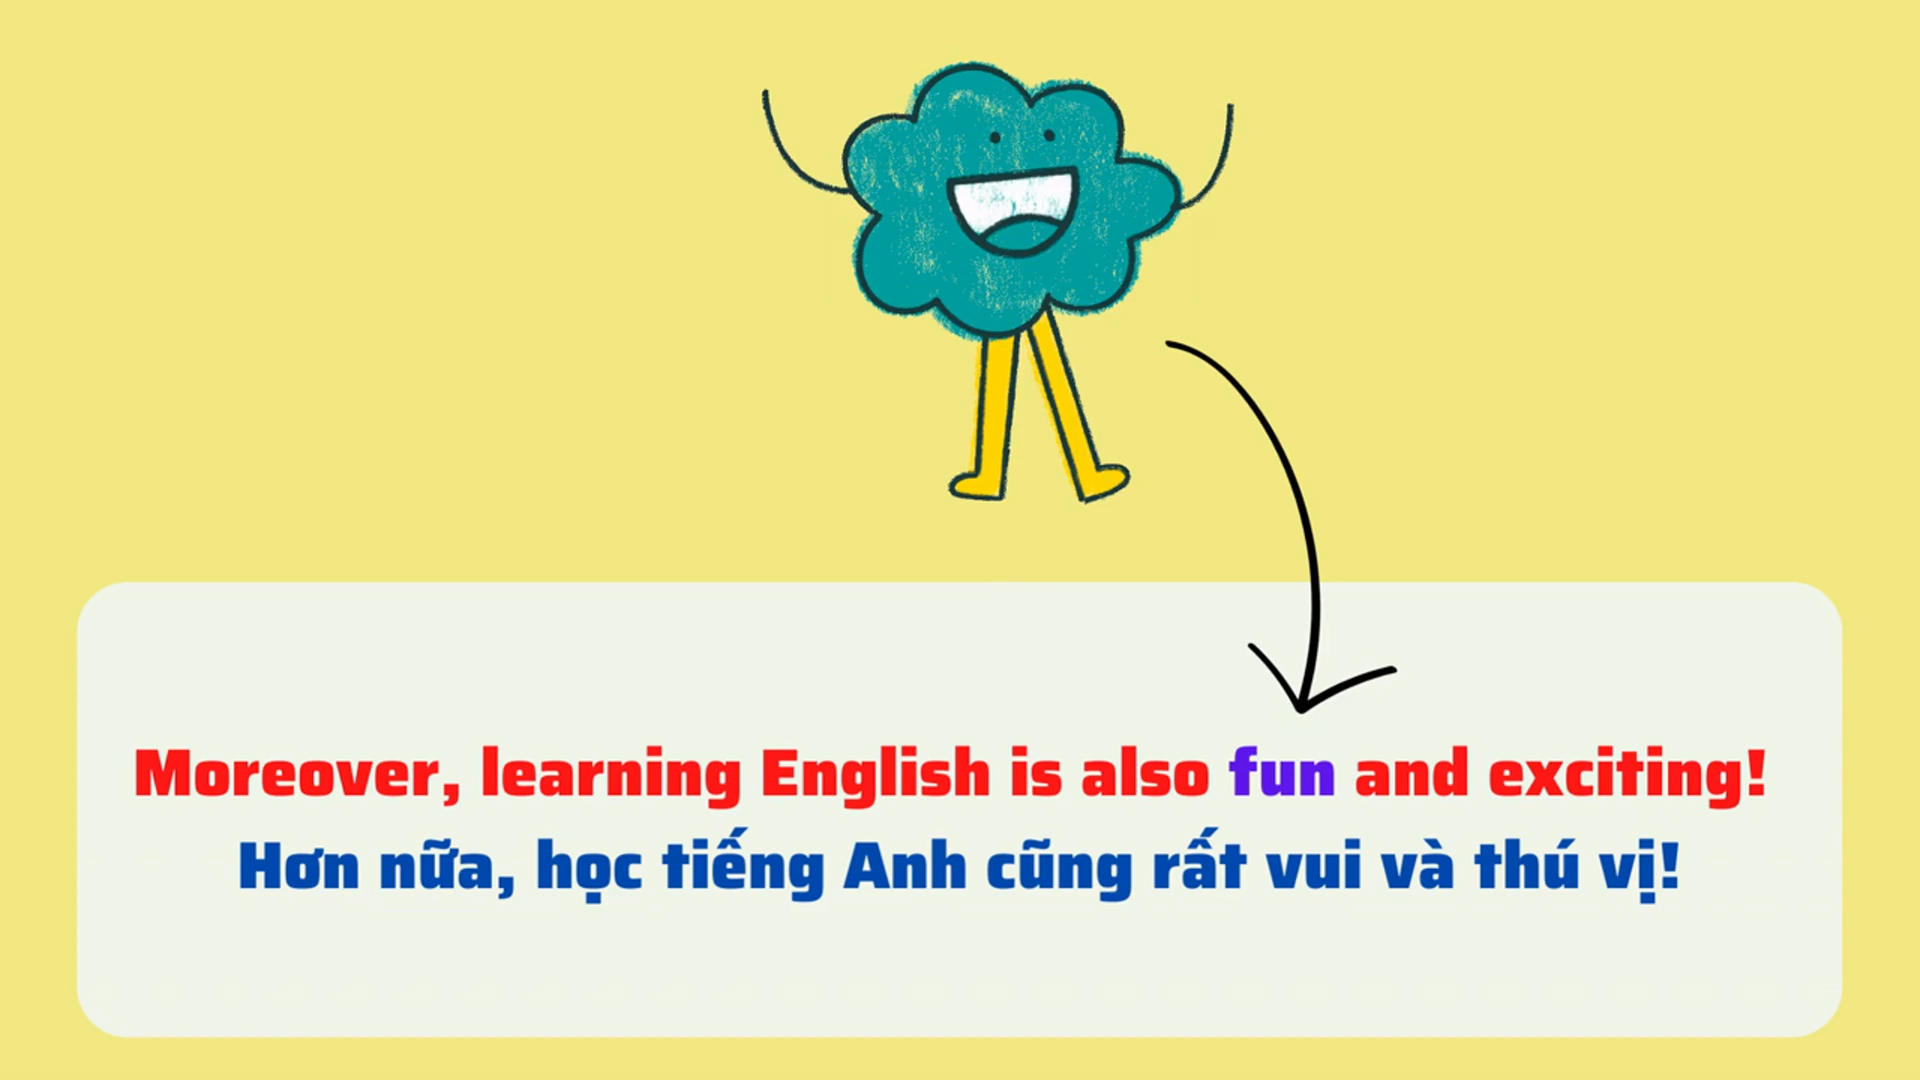 Moreover, learning English is also fun and exciting!
Hơn nữa, học tiếng Anh cũng rất vui và thú vị!